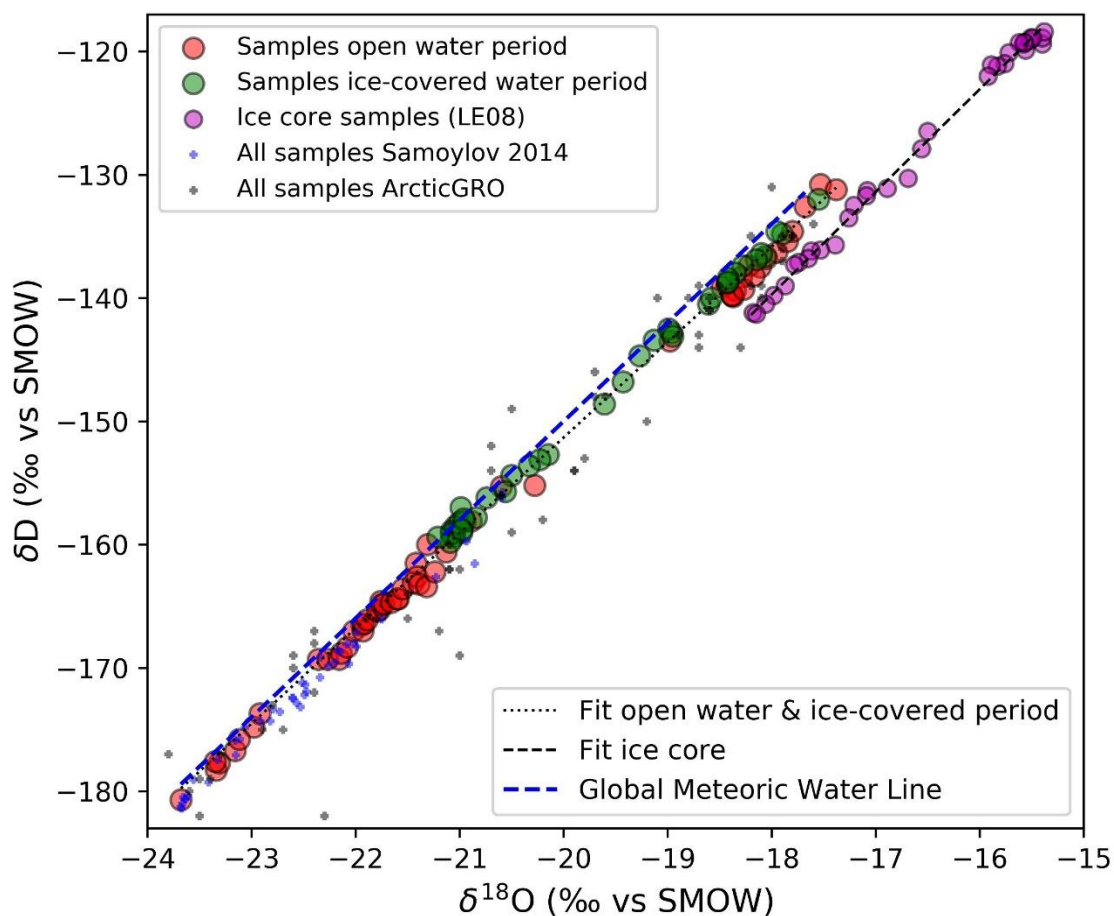 Samples open water period
Samples ice-covered water period
Ice core samples (LE08)
All samples Samoylov 2014
All samples ArcticGRO
−120
−130
−140
−150
−160
−170
−180
δD (‰ vs SMOW)
Fit open water & ice-covered period
Fit ice core
Global Meteoric Water Line
−24 −23 −22 −21 −20 −19 −18 −17 −16 −15
δ¹⁸O (‰ vs SMOW)